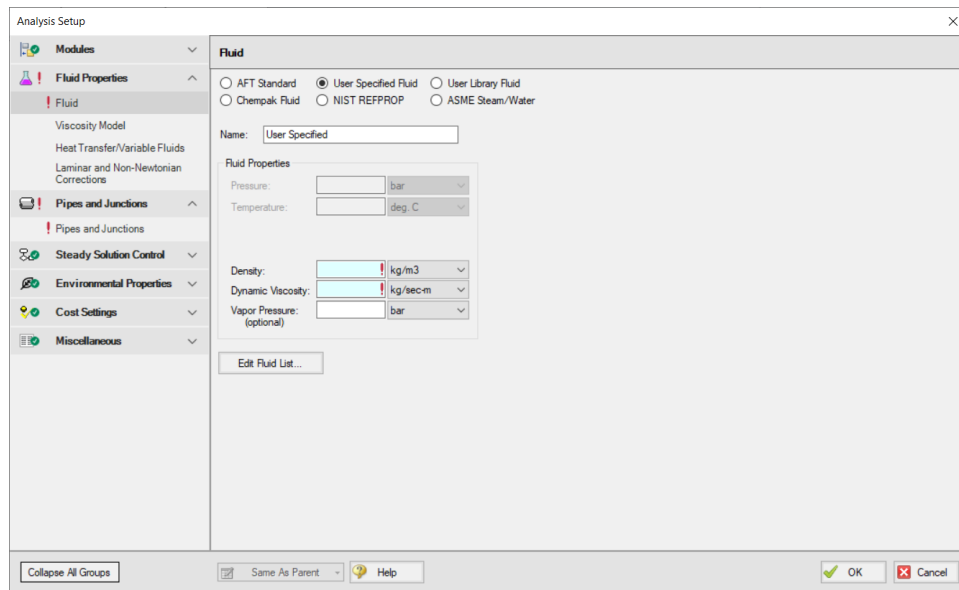 Analysis Setup
Modules
Fluid Properties
Fluid
Viscosity Model
Heat Transfer/Variable Fluids
Laminar and Non-Newtonian
Corrections
Pipes and Junctions
Pipes and Junctions
Steady Solution Control
Environmental Properties
Cost Settings
Miscellaneous
Collapse All Groups
Fluid
AFT Standard User Specified Fluid User Library Fluid
Chempak Fluid NIST REFPROP ASME Steam/Water
Name: User Specified
Fluid Properties
Pressure: bar
Temperature: deg. C
Density: ! kg/m3
Dynamic Viscosity: ! kg/sec-m
Vapor Pressure: bar
(optional)
Edit Fluid List...
Same As Parent Help OK Cancel